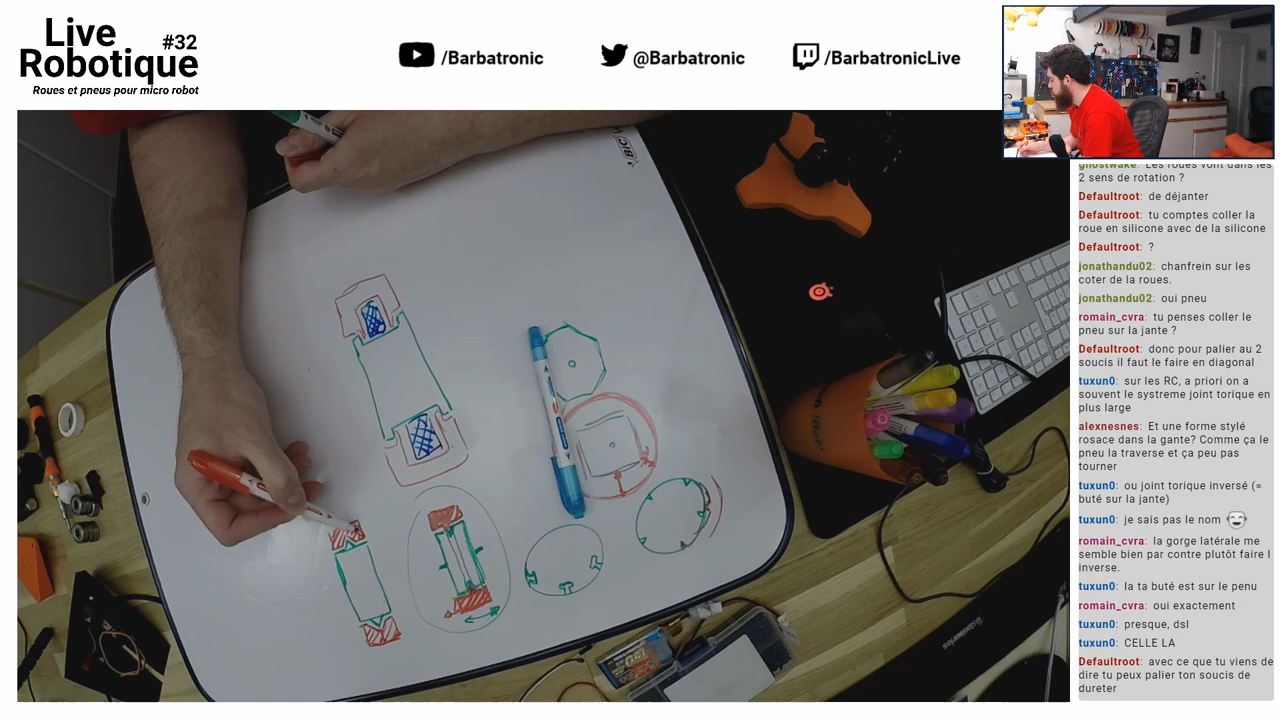 Live
Robotique #32
Roues et pneus pour micro robot
/Barbatronic
@Barbatronic
/BarbatronicLive
BIC
ghostwake: Les roues vont dans les
2 sens de rotation ?
Defaultroot: de déjanter
Defaultroot: tu comptes coller la
roue en silicone avec de la silicone
Defaultroot: ?
jonathandu02: chanfrein sur les
coter de la roues.
jonathandu02: oui pneu
romain_cvra: tu penses coller le
pneu sur la jante ?
Defaultroot: donc pour palier au 2
soucis il faut le faire en diagonal
tuxun0: sur les RC, a priori on a
souvent le systreme joint torique en
plus large
alexnesnes: Et une forme stylé
rosace dans la gante? Comme ça le
pneu la traverse et ça peu pas
tourner
tuxun0: ou joint torique inversé (=
buté sur la jante)
tuxun0: je sais pas le nom
romain_cvra: la gorge latérale me
semble bien par contre plutôt faire l
inverse.
tuxun0: la ta buté est sur le penu
romain_cvra: oui exactement
tuxun0: presque, dsl
tuxun0: CELLE LA
Defaultroot: avec ce que tu viens de
dire tu peux palier ton soucis de
dureter